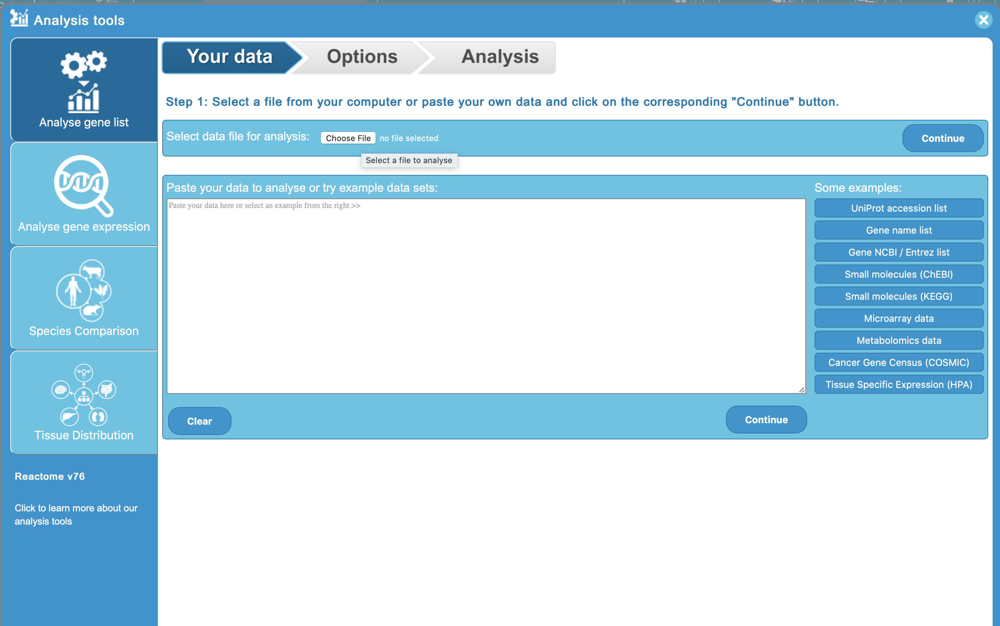 Analysis tools
Your data
Options
Analysis
Analyse gene list
Step 1: Select a file from your computer or paste your own data and click on the corresponding "Continue" button.
Select data file for analysis:
Choose File
no file selected
Continue
Select a file to analyse
Analyse gene expression
Paste your data to analyse or try example data sets:
Paste your data here or select an example from the right >>
Some examples:
UniProt accession list
Gene name list
Gene NCBI / Entrez list
Small molecules (ChEBI)
Small molecules (KEGG)
Microarray data
Metabolomics data
Cancer Gene Census (COSMIC)
Tissue Specific Expression (HPA)
Species Comparison
Tissue Distribution
Clear
Continue
Reactome v76
Click to learn more about our
analysis tools